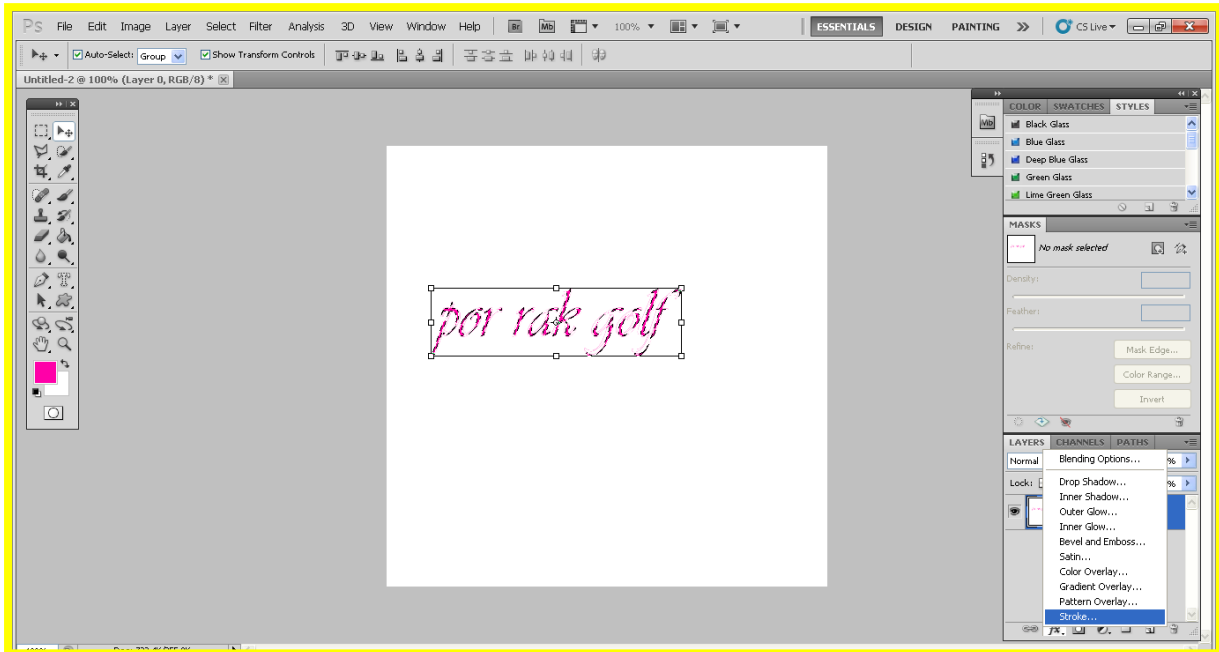 Ps File Edit Image Layer Select Filter Analysis 3D View Window Help Br Mb 100% ESSENTIALS DESIGN PAINTING CS Live
Auto-Select: Group Show Transform Controls
Untitled-2 @ 100% (Layer 0, RGB/8) *
COLOR SWATCHES STYLES
Mb
Black Glass
Blue Glass
Deep Blue Glass
Green Glass
Lime Green Glass
MASKS
No mask selected
Density:
Feather:
Refine:
Mask Edge...
Color Range...
Invert
por rak golf
LAYERS CHANNELS PATHS
Normal
Blending Options...
%
Lock:
Drop Shadow...
%
Inner Shadow...
Outer Glow...
Inner Glow...
Bevel and Emboss...
Satin...
Color Overlay...
Gradient Overlay...
Pattern Overlay...
Stroke...
fx.